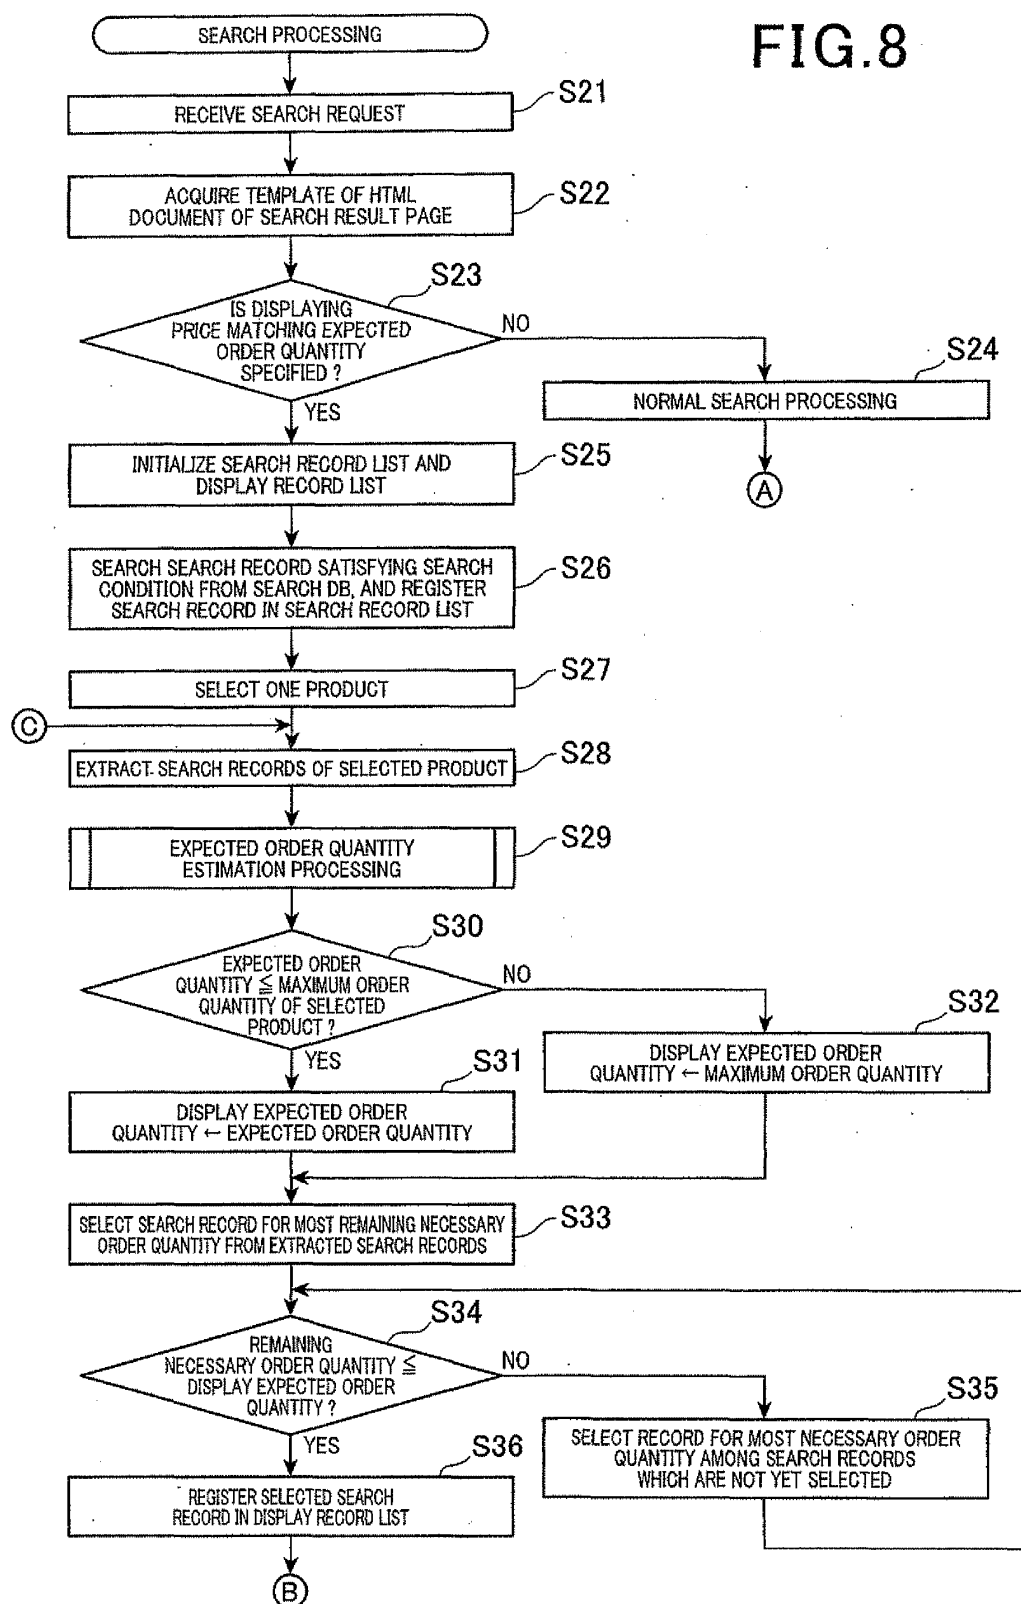 FIG.8
SEARCH PROCESSING
S21
RECEIVE SEARCH REQUEST
S22
ACQUIRE TEMPLATE OF HTML
DOCUMENT OF SEARCH RESULT PAGE
S23
IS DISPLAYING
PRICE MATCHING EXPECTED
ORDER QUANTITY
SPECIFIED ?
NO
YES
S24
NORMAL SEARCH PROCESSING
A
S25
INITIALIZE SEARCH RECORD LIST AND
DISPLAY RECORD LIST
S26
SEARCH SEARCH RECORD SATISFYING SEARCH
CONDITION FROM SEARCH DB, AND REGISTER
SEARCH RECORD IN SEARCH RECORD LIST
S27
SELECT ONE PRODUCT
C
S28
EXTRACT SEARCH RECORDS OF SELECTED PRODUCT
S29
EXPECTED ORDER QUANTITY
ESTIMATION PROCESSING
S30
EXPECTED ORDER
QUANTITY ≦ MAXIMUM ORDER
QUANTITY OF SELECTED
PRODUCT ?
NO
YES
S32
DISPLAY EXPECTED ORDER
QUANTITY ← MAXIMUM ORDER QUANTITY
S31
DISPLAY EXPECTED ORDER
QUANTITY ← EXPECTED ORDER QUANTITY
S33
SELECT SEARCH RECORD FOR MOST REMAINING NECESSARY
ORDER QUANTITY FROM EXTRACTED SEARCH RECORDS
S34
REMAINING
NECESSARY ORDER QUANTITY ≦
DISPLAY EXPECTED ORDER
QUANTITY ?
NO
YES
S35
SELECT RECORD FOR MOST NECESSARY ORDER
QUANTITY AMONG SEARCH RECORDS
WHICH ARE NOT YET SELECTED
S36
REGISTER SELECTED SEARCH
RECORD IN DISPLAY RECORD LIST
B